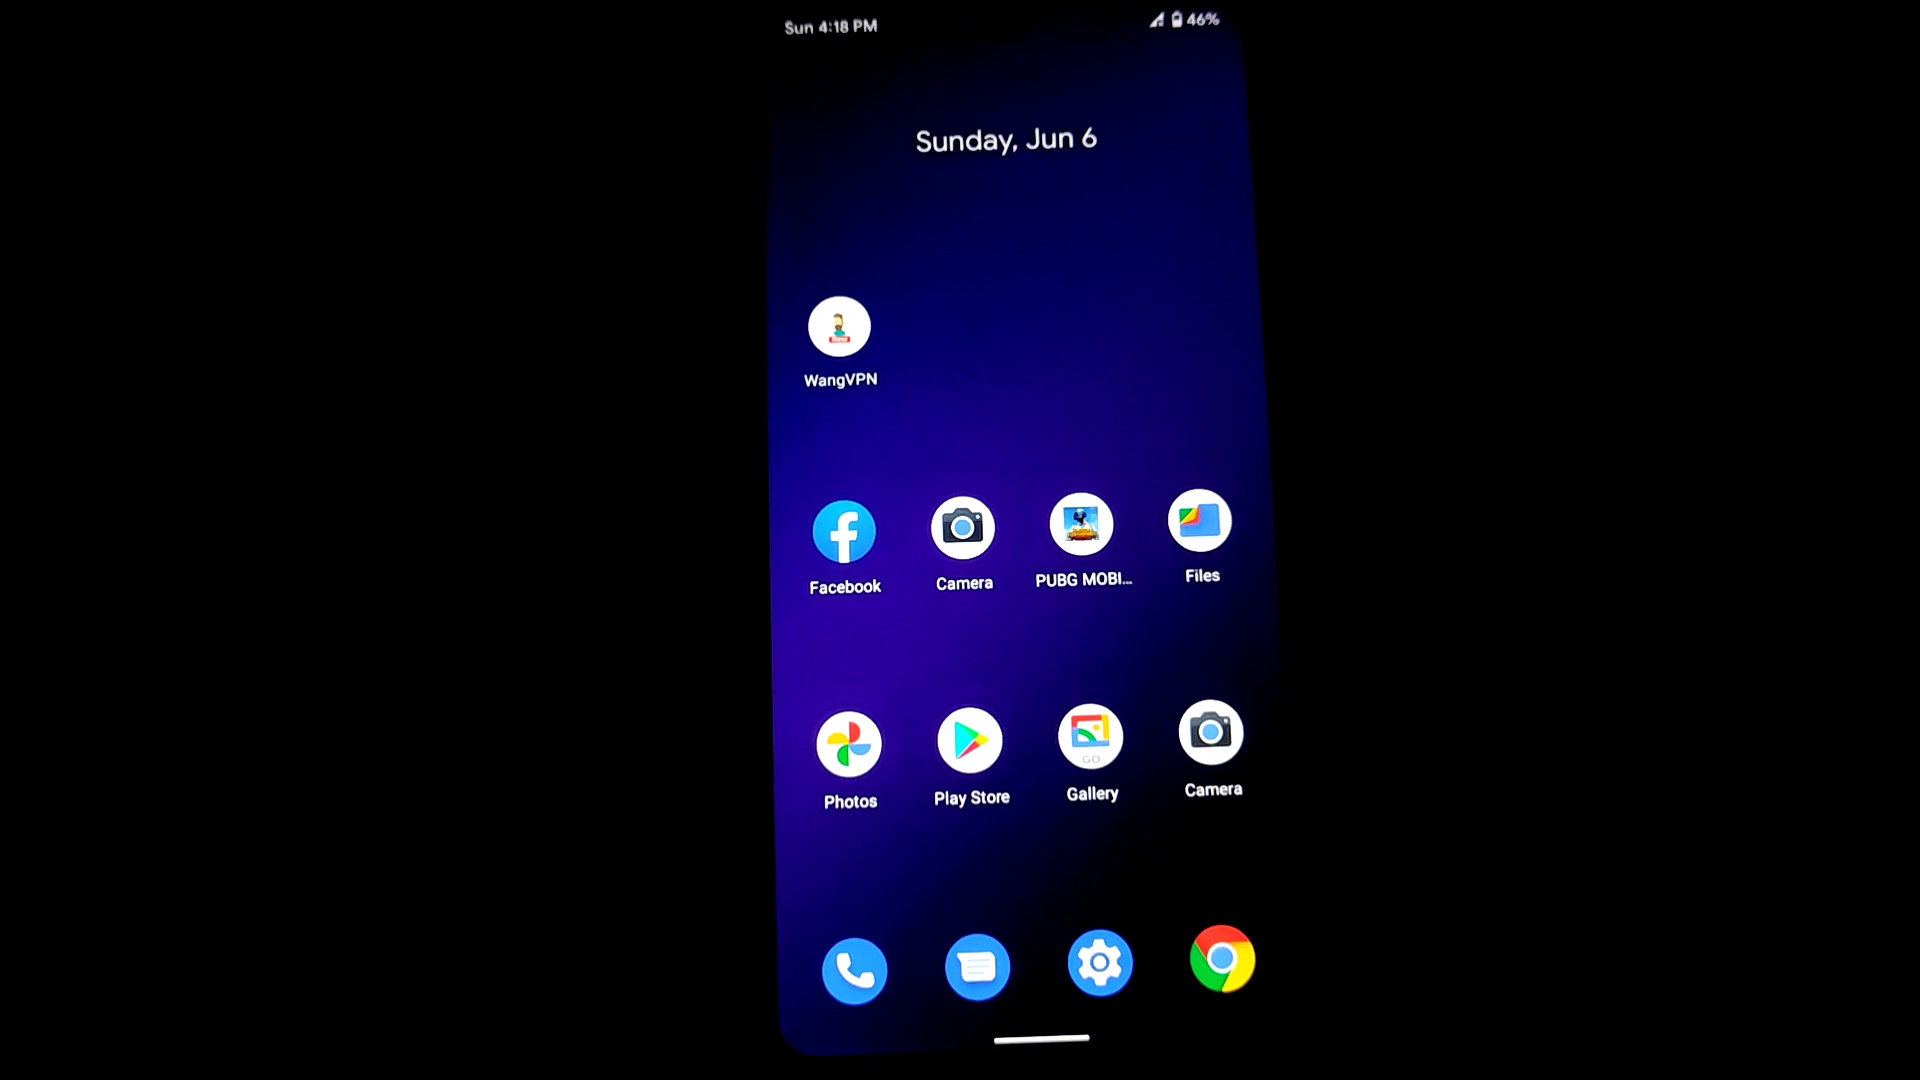 Sun 4:18 PM 46%
Sunday, Jun 6
WangVPN
Facebook Camera PUBG MOBI... Files
GO
Photos Play Store Gallery Camera